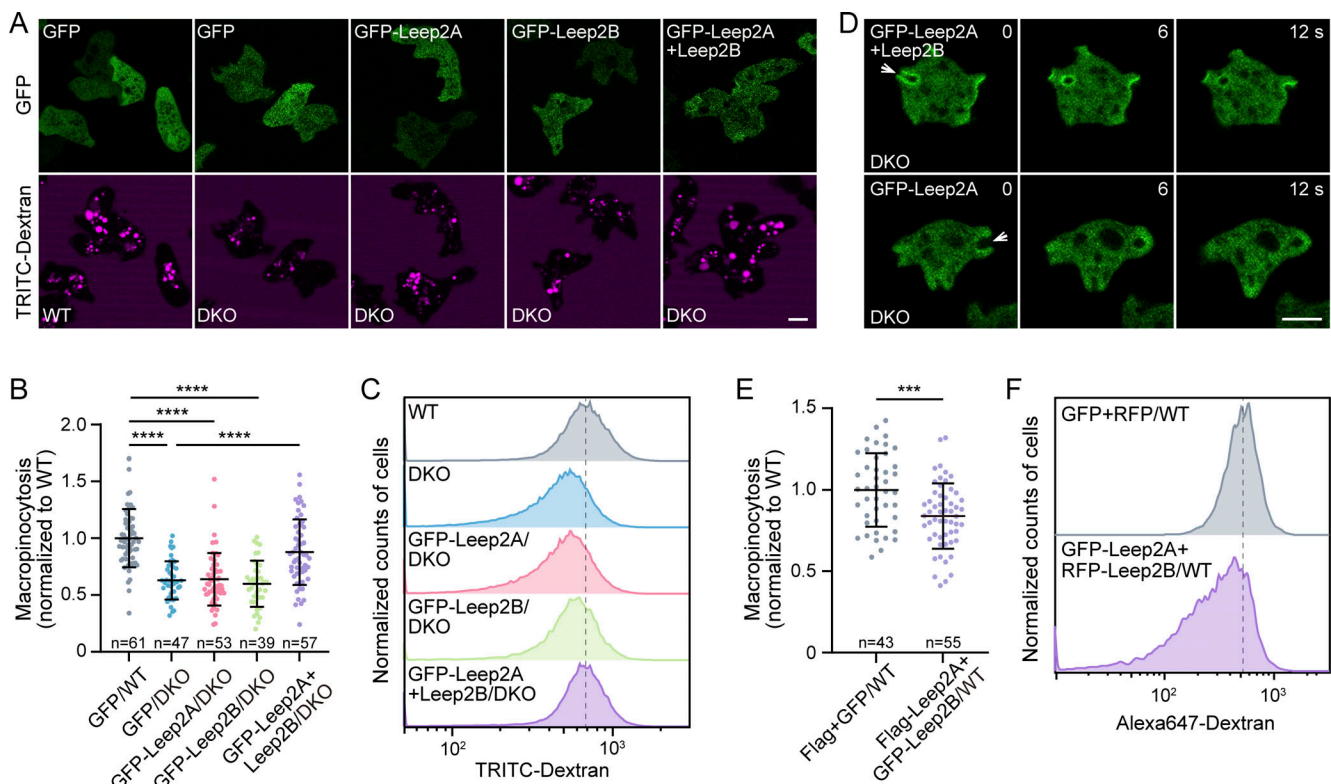 A
GFP
GFP
GFP-Leep2A
GFP-Leep2B
GFP-Leep2A
+Leep2B
GFP
TRITC-Dextran
WT
DKO
DKO
DKO
DKO
D
GFP-Leep2A
+Leep2B
0
6
12 s
DKO
GFP-Leep2A
0
6
12 s
DKO
B
Macropinocytosis
(normalized to WT)
2.0
1.5
1.0
0.5
0
****
****
****
****
n=61
n=47
n=53
n=39
n=57
GFP/WT
GFP/DKO
GFP-Leep2A/DKO
GFP-Leep2B/DKO
GFP-Leep2A+
Leep2B/DKO
C
Normalized counts of cells
WT
DKO
GFP-Leep2A/
DKO
GFP-Leep2B/
DKO
GFP-Leep2A
+Leep2B/DKO
10²
10³
TRITC-Dextran
E
Macropinocytosis
(normalized to WT)
1.5
1.0
0.5
0
***
n=43
n=55
Flag+GFP/WT
Flag-Leep2A+
GFP-Leep2B/WT
F
Normalized counts of cells
GFP+RFP/WT
GFP-Leep2A+
RFP-Leep2B/WT
10²
10³
Alexa647-Dextran